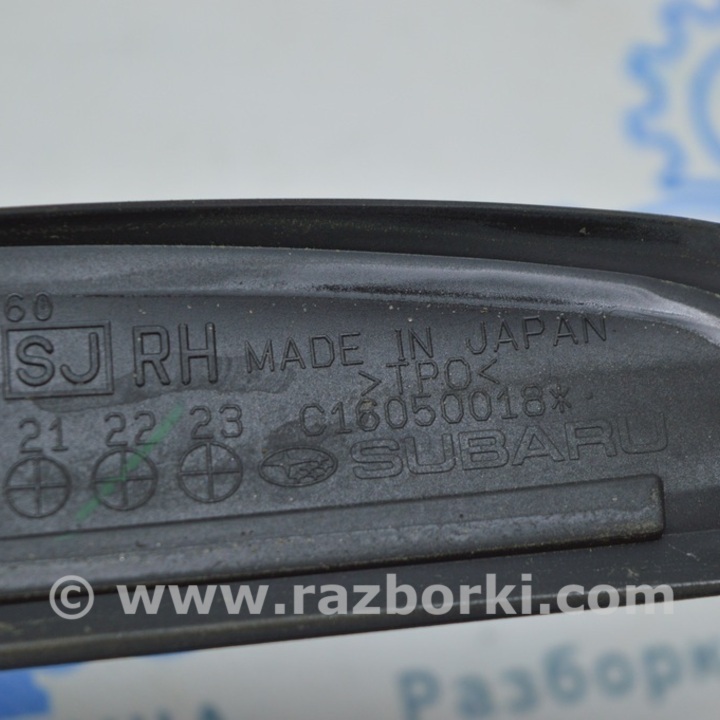 60
SJ RH MADE IN JAPAN
>TPO<
C16050018*
21 22 23
SUBARU
© www.razborki.com
Разборк